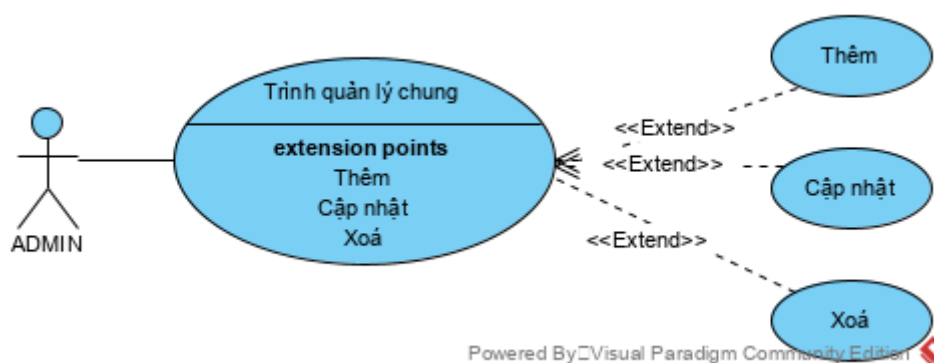 Thêm
Trình quản lý chung
<<Extend>>
extension points
Thêm
<<Extend>>
Cập nhật
Cập nhật
Xoá
<<Extend>>
ADMIN
Xoá
Powered By Visual Paradigm Community Edition